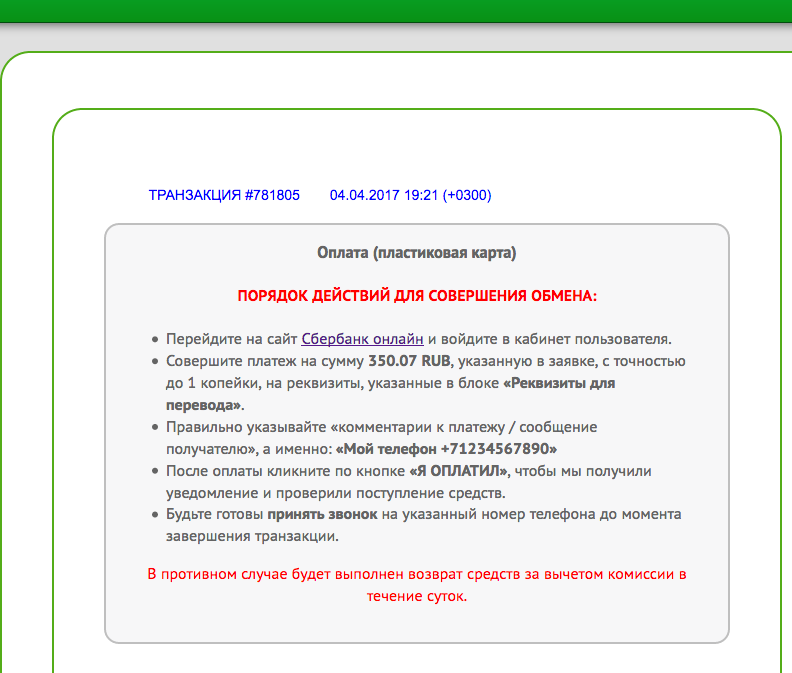 ТРАНЗАКЦИЯ #781805 04.04.2017 19:21 (+0300)
Оплата (пластиковая карта)
ПОРЯДОК ДЕЙСТВИЙ ДЛЯ СОВЕРШЕНИЯ ОБМЕНА:
Перейдите на сайт Сбербанк онлайн и войдите в кабинет пользователя.
Совершите платеж на сумму 350.07 RUB, указанную в заявке, с точностью
до 1 копейки, на реквизиты, указанные в блоке «Реквизиты для
перевода».
Правильно указывайте «комментарии к платежу / сообщение
получателю», а именно: «Мой телефон +71234567890»
После оплаты кликните по кнопке «Я ОПЛАТИЛ», чтобы мы получили
уведомление и проверили поступление средств.
Будьте готовы принять звонок на указанный номер телефона до момента
завершения транзакции.
В противном случае будет выполнен возврат средств за вычетом комиссии в
течение суток.